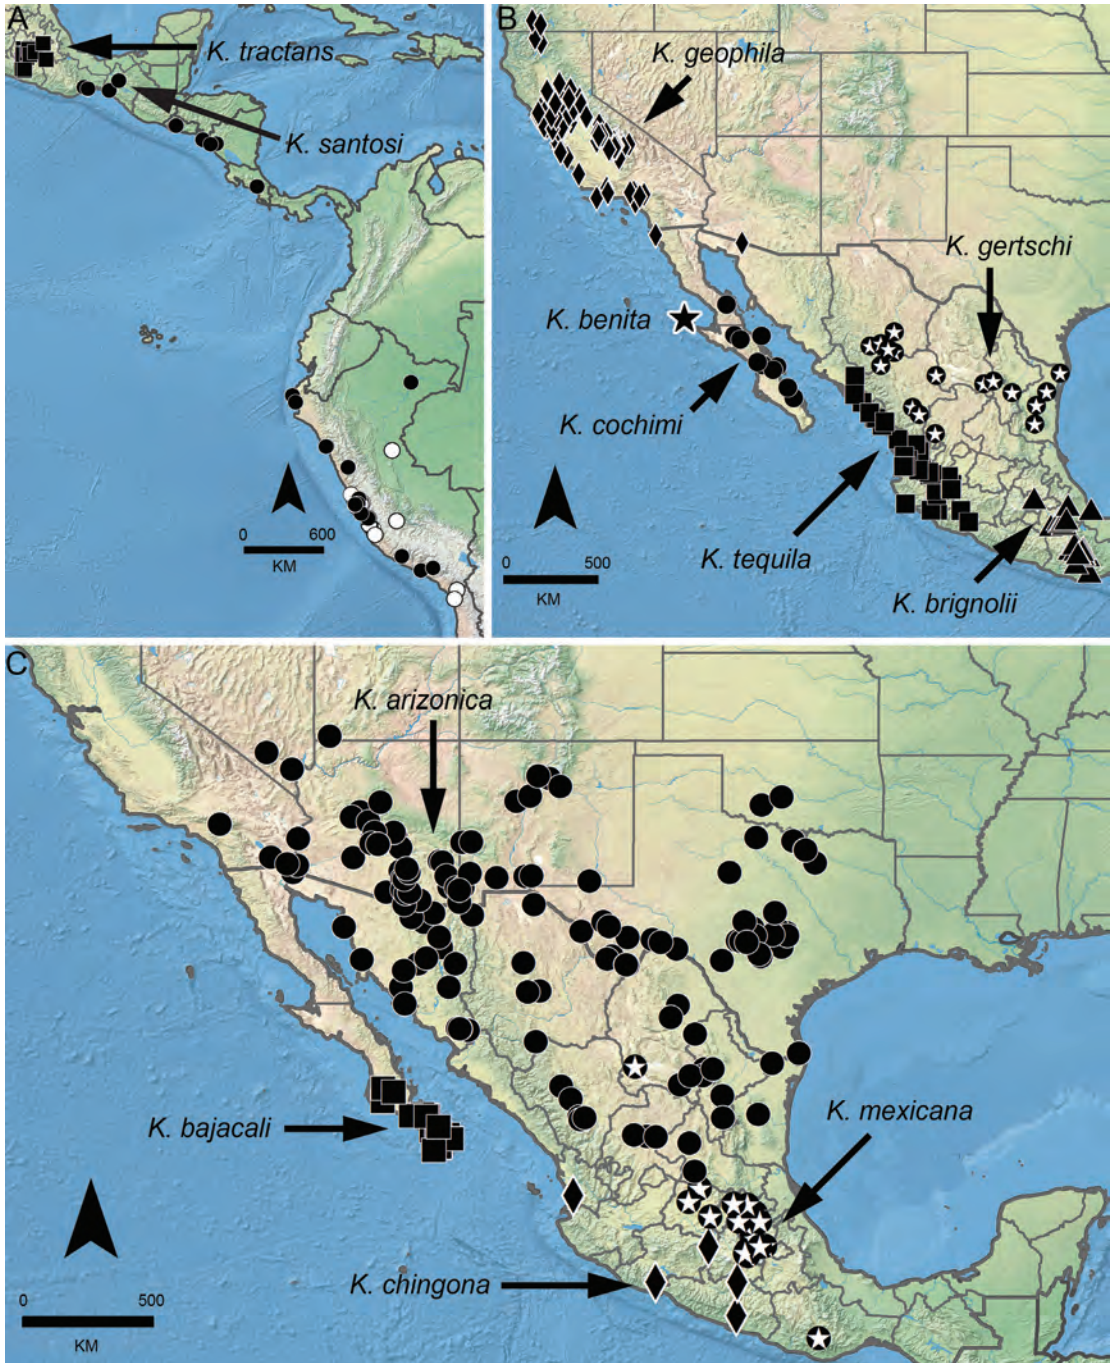 A
K. tractans
K. santosi
0 600
KM
B
K. geophila
K. gertschi
K. benita
K. cochimi
K. tequila
K. brignolii
0 500
KM
C
K. arizonica
K. bajacali
K. mexicana
K. chingona
0 500
KM